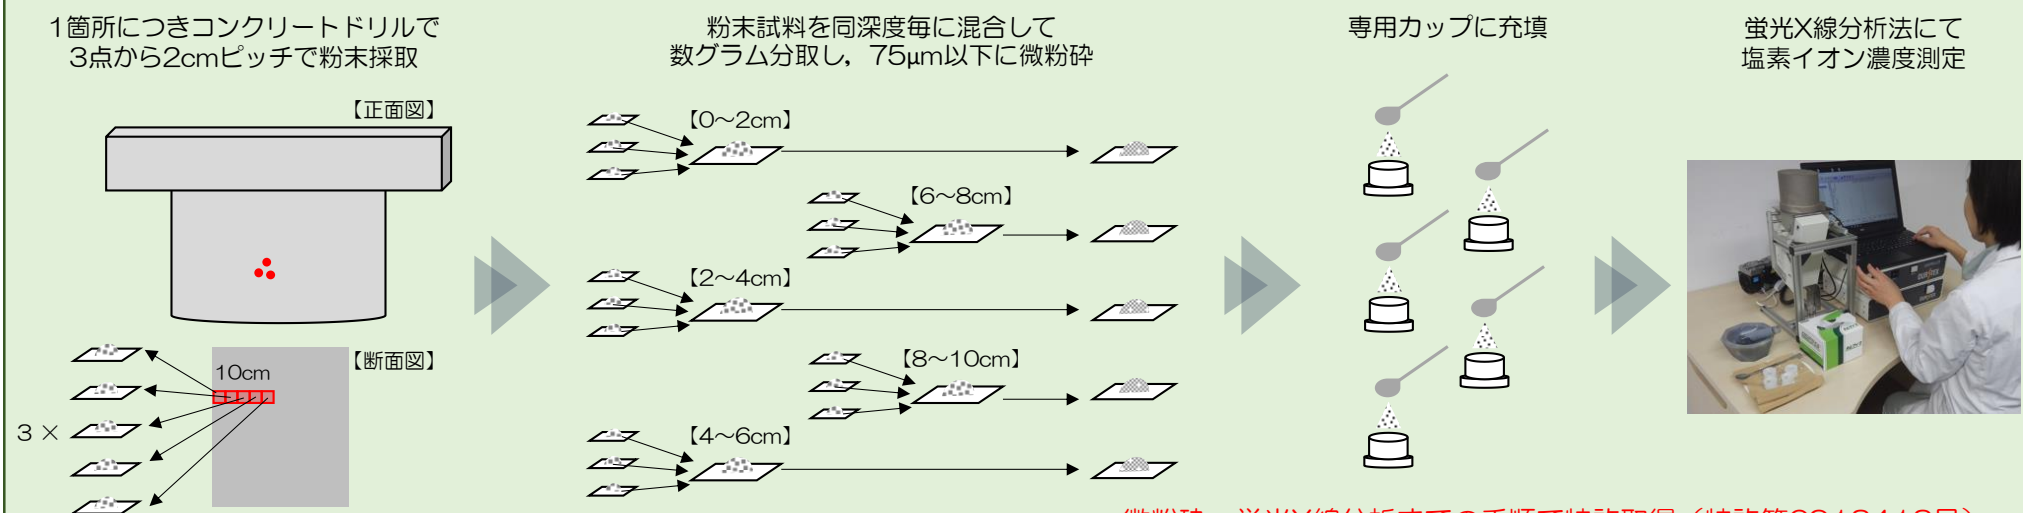 1箇所につきコンクリートドリルで
3点から2cmピッチで粉末採取
【正面図】
【断面図】
10cm
3 ×
粉末試料を同深度毎に混合して
数グラム分取し，75μm以下に微粉砕
【0～2cm】
【6～8cm】
【2～4cm】
【8～10cm】
【4～6cm】
専用カップに充填
蛍光X線分析法にて
塩素イオン濃度測定